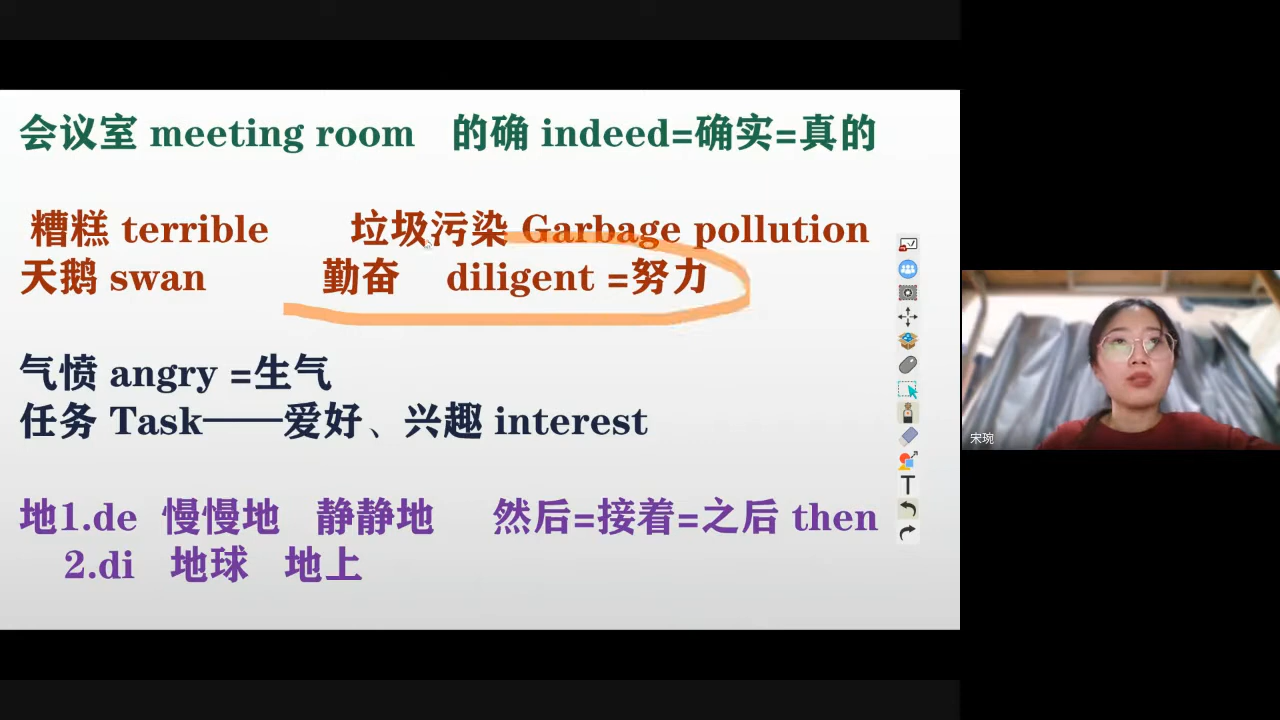 会议室 meeting room 的确 indeed=确实=真的
糟糕 terrible 垃圾污染 Garbage pollution
天鹅 swan 勤奋 diligent =努力
气愤 angry =生气
任务 Task——爱好、兴趣 interest
地1.de 慢慢地 静静地 然后=接着=之后 then
2.di 地球 地上
宋琬